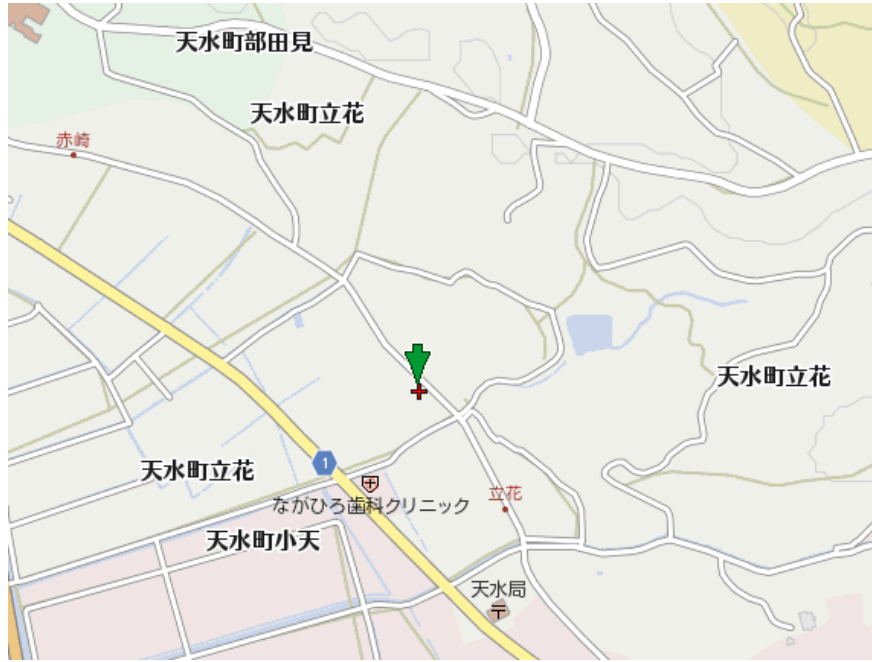 天水町部田見
天水町立花
赤崎
天水町立花
天水町立花
1
ながひろ歯科クリニック
立花
天水町小天
天水局